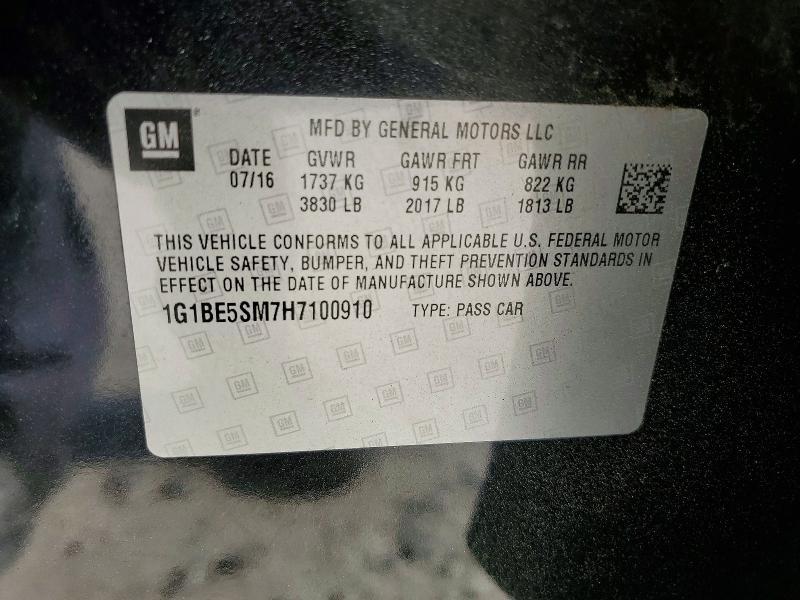 GM
MFD BY GENERAL MOTORS LLC
DATE GVWR GAWR FRT GAWR RR
07/16 1737 KG 915 KG 822 KG
3830 LB 2017 LB 1813 LB
THIS VEHICLE CONFORMS TO ALL APPLICABLE U.S. FEDERAL MOTOR
VEHICLE SAFETY, BUMPER, AND THEFT PREVENTION STANDARDS IN
EFFECT ON THE DATE OF MANUFACTURE SHOWN ABOVE.
1G1BE5SM7H7100910 TYPE: PASS CAR